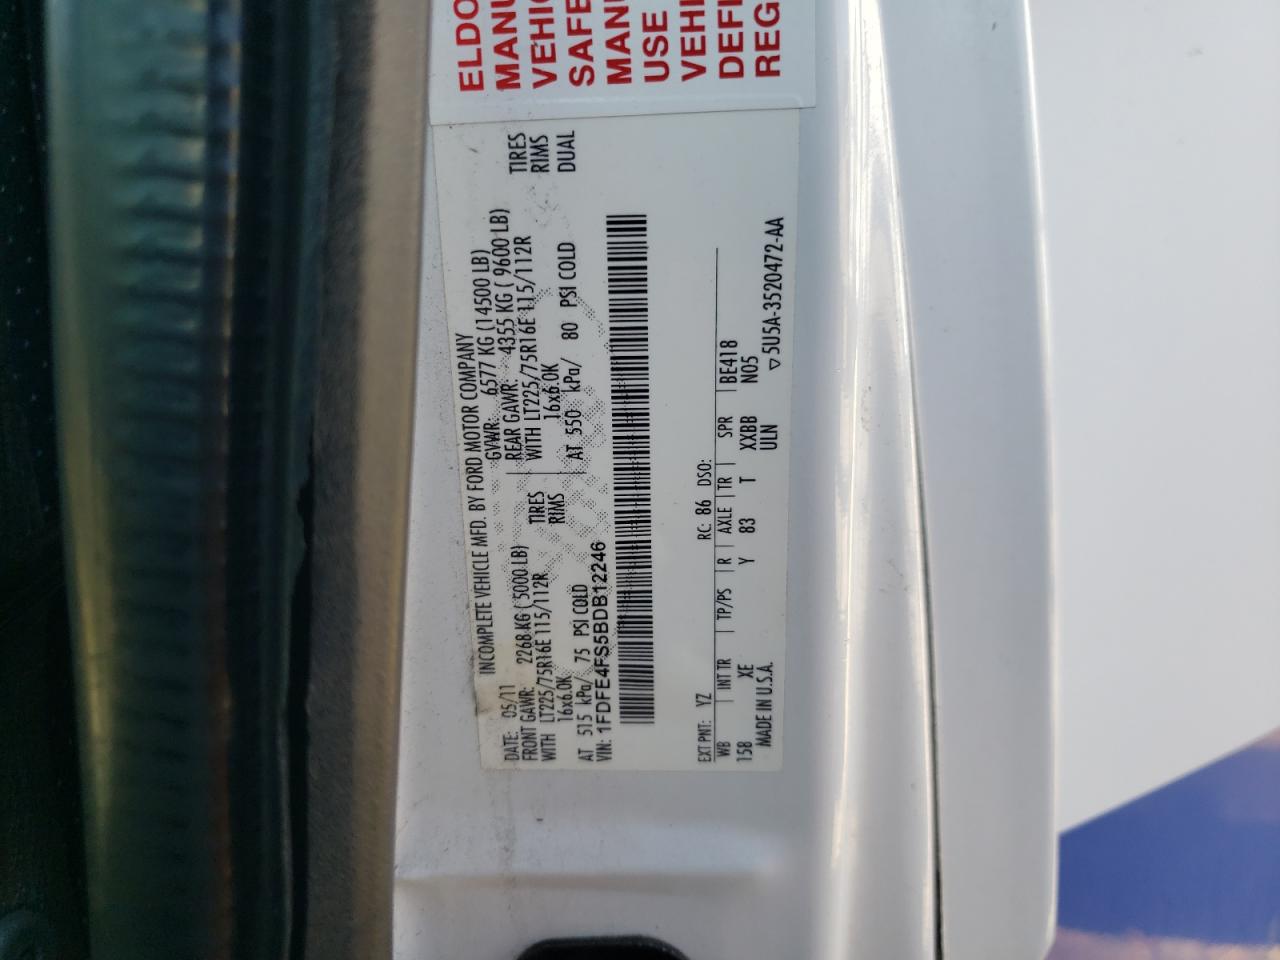 ELDO
MANU
VEHIC
SAFE
MANU
USE
VEHI
DEFI
REG
INCOMPLETE VEHICLE MFD. BY FORD MOTOR COMPANY
DATE: 05/11 GVWR: 6577 KG (14500 LB)
FRONT GAWR: 2268 KG (5000 LB) REAR GAWR: 4355 KG ( 9600 LB)
WITH LT225/75R16E 115/112R TIRES WITH LT225/75R16E 115/112R TIRES
16x6.0K RIMS 16x6.0K RIMS
AT 515 kPa/ 75 PSI COLD AT 550 kPa/ 80 PSI COLD DUAL
VIN: 1FDFE4FS5BDB12246
EXT PNT: YZ RC: 86 DSO:
WB INT TR TP/PS R AXLE TR SPR BE418
158 XE Y 83 T XXBB N05
MADE IN U.S.A. ULN
▽5U5A-3520472-AA